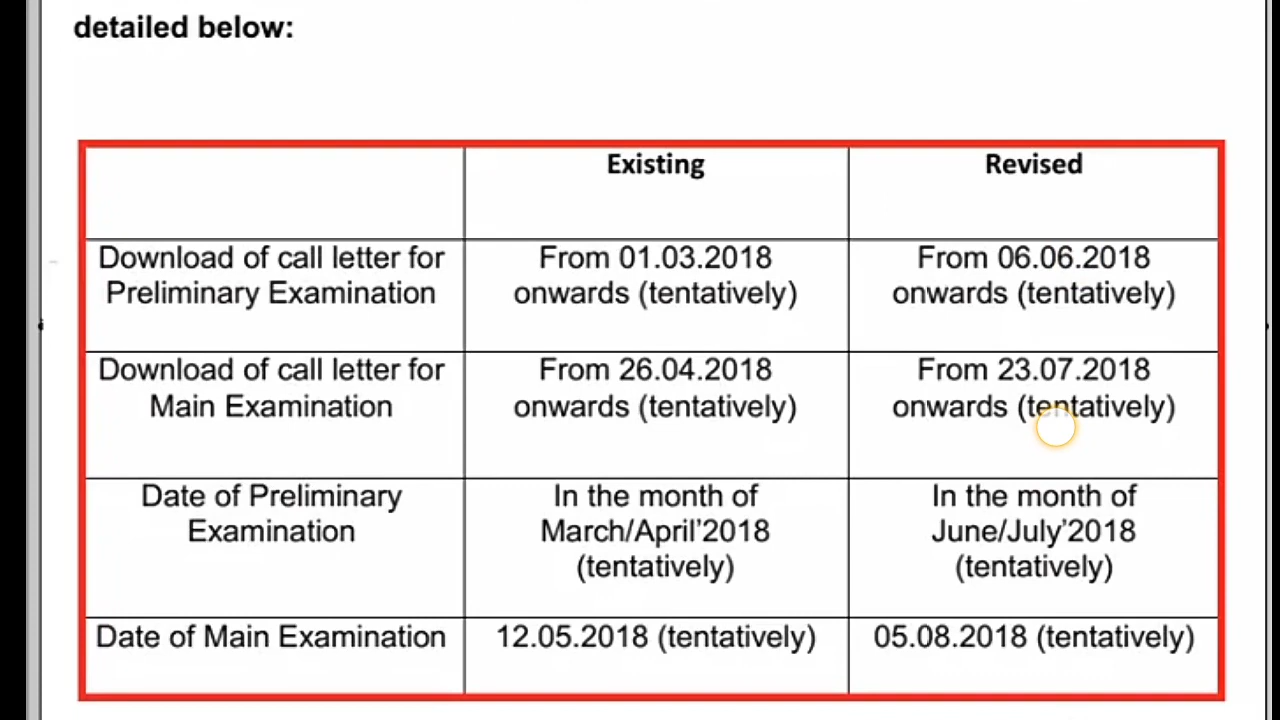 detailed below:
Existing
Revised
Download of call letter for
Preliminary Examination
From 01.03.2018
onwards (tentatively)
From 06.06.2018
onwards (tentatively)
Download of call letter for
Main Examination
From 26.04.2018
onwards (tentatively)
From 23.07.2018
onwards (tentatively)
Date of Preliminary
Examination
In the month of
March/April’2018
(tentatively)
In the month of
June/July’2018
(tentatively)
Date of Main Examination
12.05.2018 (tentatively)
05.08.2018 (tentatively)